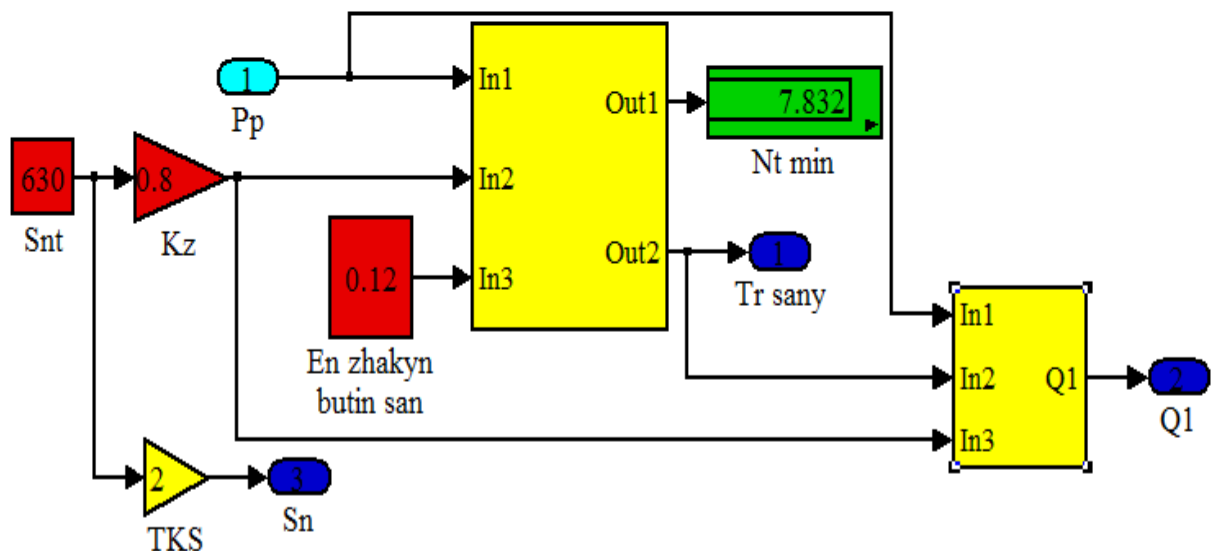 1
Pp
630
Snt
0.8
Kz
In1
In2
In3
Out1
Out2
7.832
Nt min
0.12
En zhakyn
butin san
1
Tr sany
In1
In2
In3
Q1
2
Q1
2
TKS
3
Sn